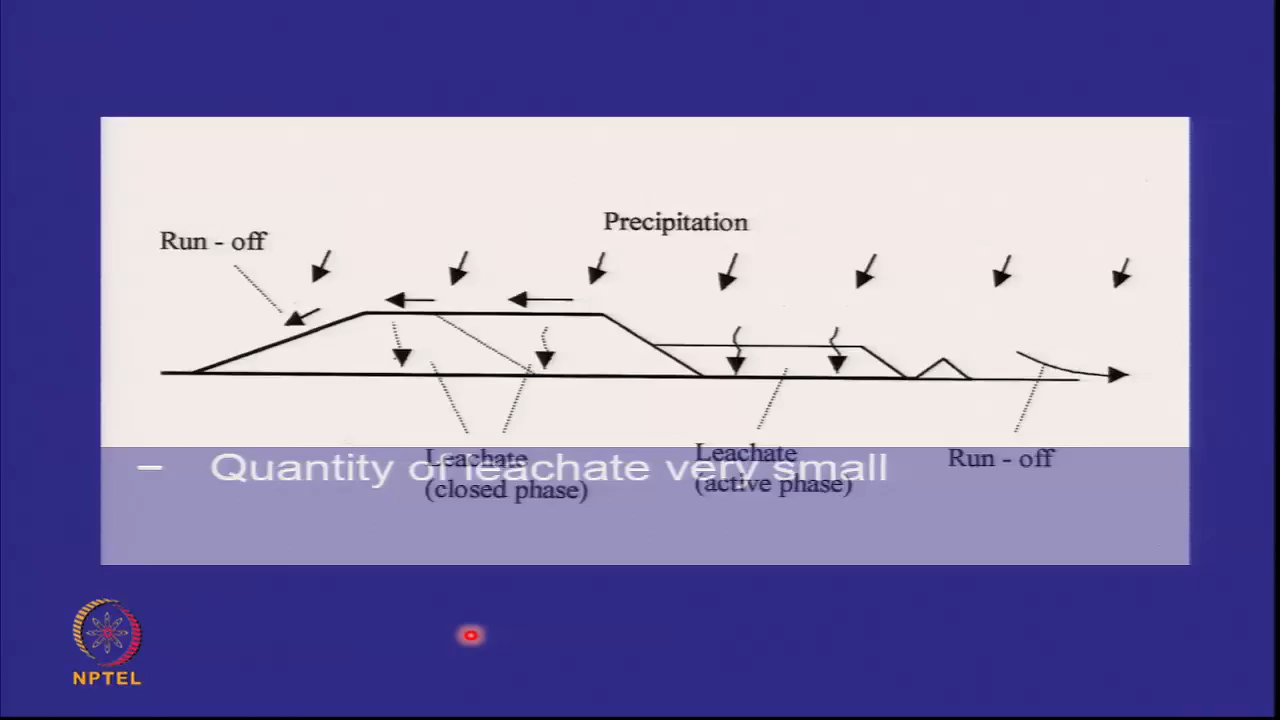 Precipitation
Run - off
Leachate
(closed phase)
Leachate
(active phase)
Run - off
– Quantity of leachate very small
NPTEL